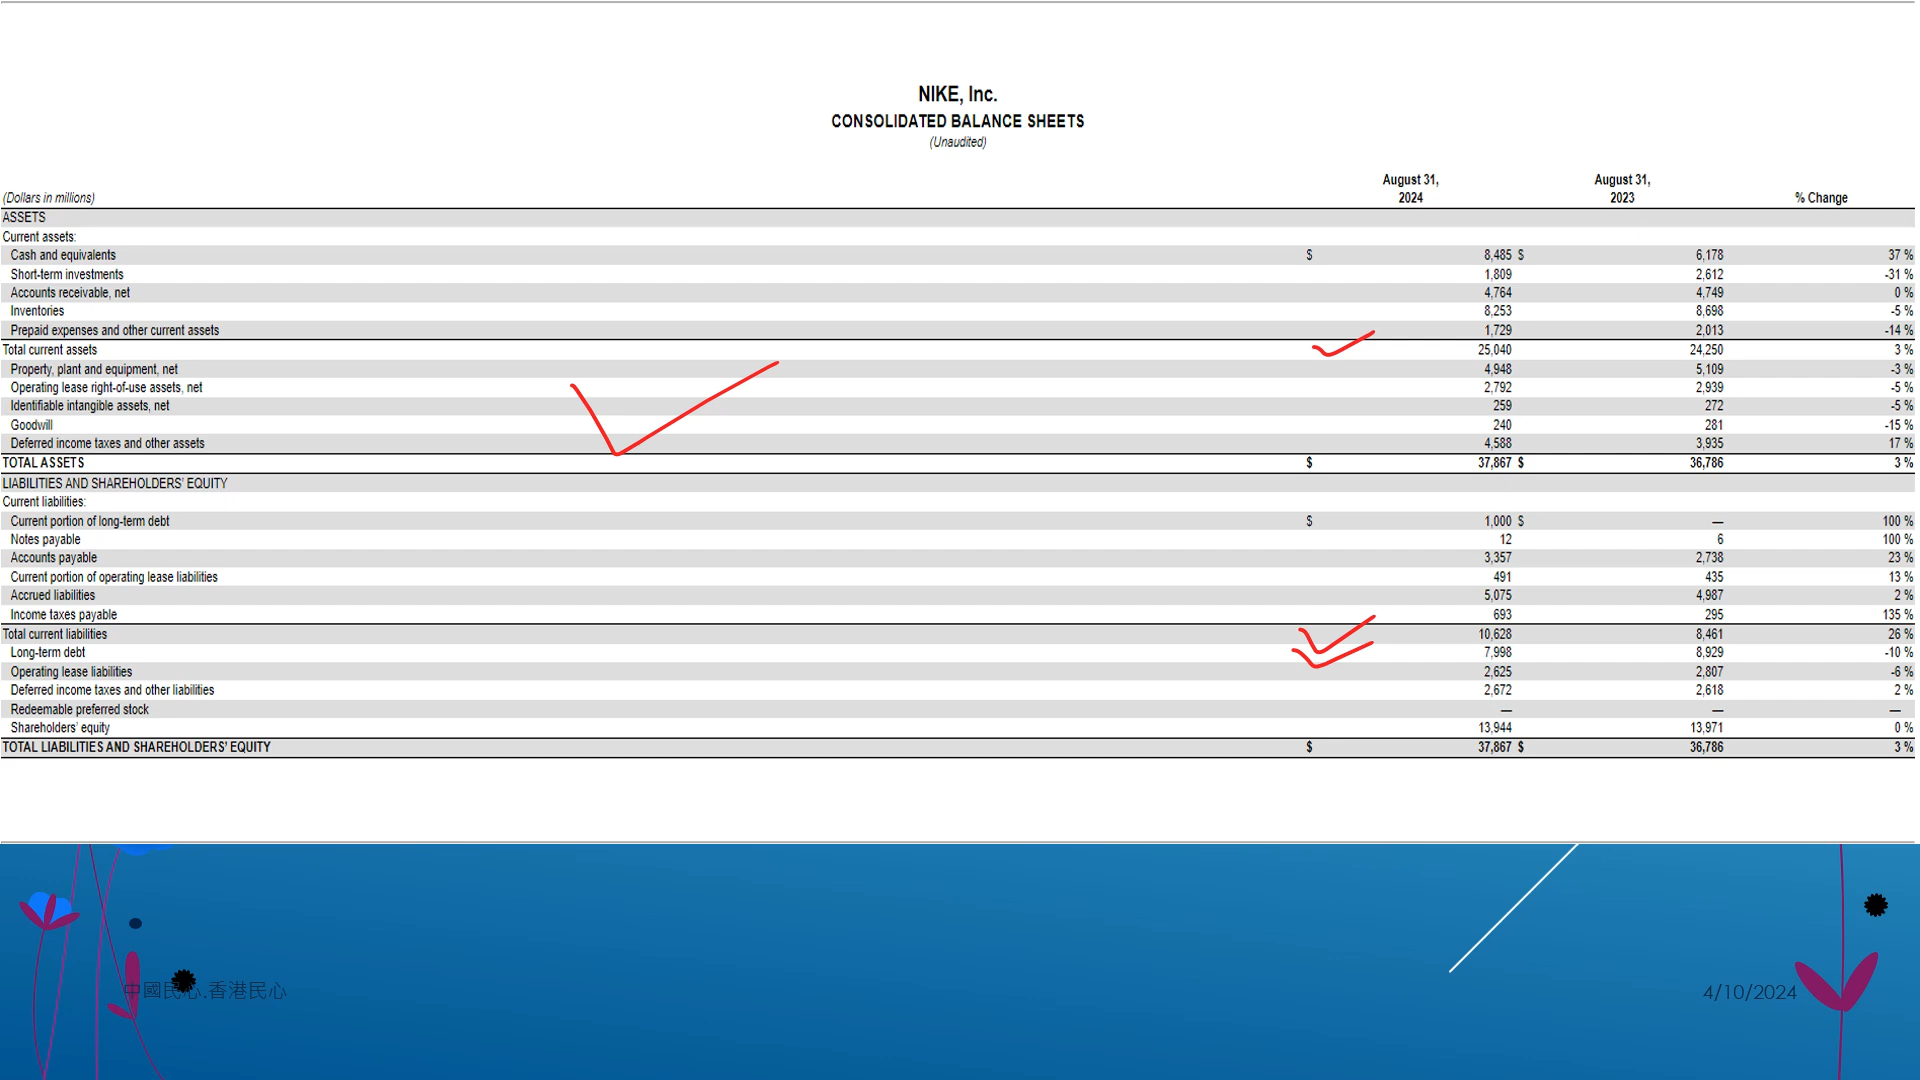 NIKE, Inc.
CONSOLIDATED BALANCE SHEETS
(Unaudited)
August 31, August 31,
(Dollars in millions) 2024 2023 % Change
ASSETS
Current assets:
Cash and equivalents $ 8,485 $ 6,178 37 %
Short-term investments 1,809 2,612 -31 %
Accounts receivable, net 4,764 4,749 0 %
Inventories 8,253 8,698 -5 %
Prepaid expenses and other current assets 1,729 2,013 -14 %
Total current assets 25,040 24,250 3 %
Property, plant and equipment, net 4,948 5,109 -3 %
Operating lease right-of-use assets, net 2,792 2,939 -5 %
Identifiable intangible assets, net 259 272 -5 %
Goodwill 240 281 -15 %
Deferred income taxes and other assets 4,588 3,935 17 %
TOTAL ASSETS $ 37,867 $ 36,786 3 %
LIABILITIES AND SHAREHOLDERS' EQUITY
Current liabilities:
Current portion of long-term debt $ 1,000 $ — 100 %
Notes payable 12 6 100 %
Accounts payable 3,357 2,738 23 %
Current portion of operating lease liabilities 491 435 13 %
Accrued liabilities 5,075 4,987 2 %
Income taxes payable 693 295 135 %
Total current liabilities 10,628 8,461 26 %
Long-term debt 7,998 8,929 -10 %
Operating lease liabilities 2,625 2,807 -6 %
Deferred income taxes and other liabilities 2,672 2,618 2 %
Redeemable preferred stock — — —
Shareholders' equity 13,944 13,971 0 %
TOTAL LIABILITIES AND SHAREHOLDERS' EQUITY $ 37,867 $ 36,786 3 %
中國民心.香港民心
4/10/2024